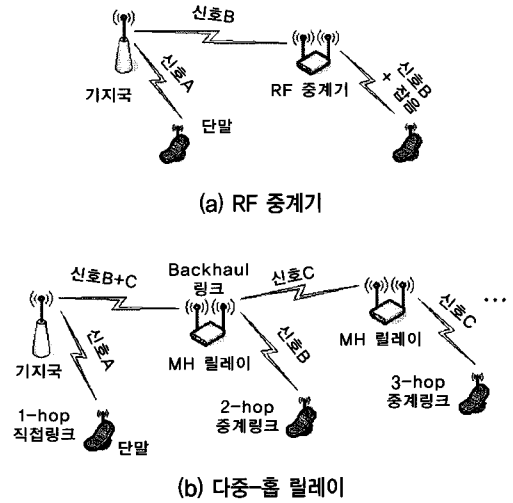 신호B
신호A
신호B
+ 잡음
기지국
RF 중계기
단말
(a) RF 중계기
Backhaul
링크
신호B+C
신호C
신호A
신호B
신호C
...
기지국
MH 릴레이
MH 릴레이
1-hop
직접링크
단말
2-hop
중계링크
3-hop
중계링크
(b) 다중-홉 릴레이